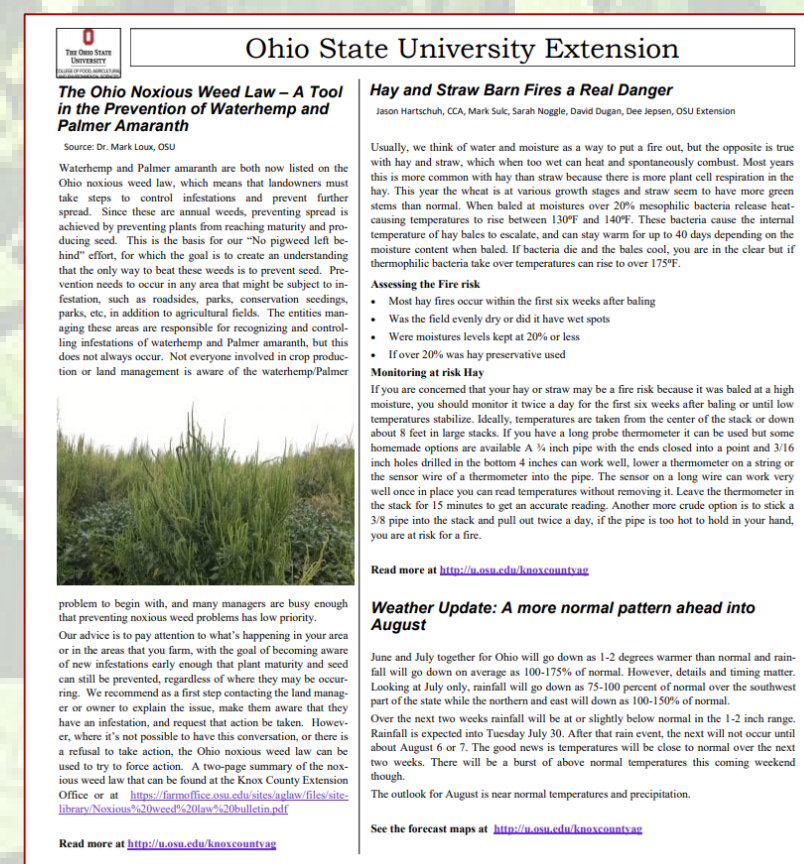 THE OHIO STATE
UNIVERSITY
COLLEGE OF FOOD, AGRICULTURAL,
AND ENVIRONMENTAL SCIENCES
Ohio State University Extension
The Ohio Noxious Weed Law – A Tool
in the Prevention of Waterhemp and
Palmer Amaranth
Source: Dr. Mark Loux, OSU
Waterhemp and Palmer amaranth are both now listed on the
Ohio noxious weed law, which means that landowners must
take steps to control infestations and prevent further
spread. Since these are annual weeds, preventing spread is
achieved by preventing plants from reaching maturity and pro-
ducing seed. This is the basis for our “No pigweed left be-
hind” effort, for which the goal is to create an understanding
that the only way to beat these weeds is to prevent seed. Pre-
vention needs to occur in any area that might be subject to in-
festation, such as roadsides, parks, conservation seedings,
parks, etc, in addition to agricultural fields. The entities man-
aging these areas are responsible for recognizing and control-
ling infestations of waterhemp and Palmer amaranth, but this
does not always occur. Not everyone involved in crop produc-
tion or land management is aware of the waterhemp/Palmer
problem to begin with, and many managers are busy enough
that preventing noxious weed problems has low priority.
Our advice is to pay attention to what’s happening in your area
or in the areas that you farm, with the goal of becoming aware
of new infestations early enough that plant maturity and seed
can still be prevented, regardless of where they may be occur-
ring. We recommend as a first step contacting the land manag-
er or owner to explain the issue, make them aware that they
have an infestation, and request that action be taken. Howev-
er, where it’s not possible to have this conversation, or there is
a refusal to take action, the Ohio noxious weed law can be
used to try to force action. A two-page summary of the nox-
ious weed law that can be found at the Knox County Extension
Office or at https://farmoffice.osu.edu/sites/aglaw/files/site-
library/Noxious%20weed%20law%20bulletin.pdf
Read more at http://u.osu.edu/knoxcountyag
Hay and Straw Barn Fires a Real Danger
Jason Hartschuh, CCA, Mark Sulc, Sarah Noggle, David Dugan, Dee Jepsen, OSU Extension
Usually, we think of water and moisture as a way to put a fire out, but the opposite is true
with hay and straw, which when too wet can heat and spontaneously combust. Most years
this is more common with hay than straw because there is more plant cell respiration in the
hay. This year the wheat is at various growth stages and straw seem to have more green
stems than normal. When baled at moistures over 20% mesophilic bacteria release heat-
causing temperatures to rise between 130ºF and 140ºF. These bacteria cause the internal
temperature of hay bales to escalate, and can stay warm for up to 40 days depending on the
moisture content when baled. If bacteria die and the bales cool, you are in the clear but if
thermophilic bacteria take over temperatures can rise to over 175ºF.
Assessing the Fire risk
• Most hay fires occur within the first six weeks after baling
• Was the field evenly dry or did it have wet spots
• Were moistures levels kept at 20% or less
• If over 20% was hay preservative used
Monitoring at risk Hay
If you are concerned that your hay or straw may be a fire risk because it was baled at a high
moisture, you should monitor it twice a day for the first six weeks after baling or until low
temperatures stabilize. Ideally, temperatures are taken from the center of the stack or down
about 8 feet in large stacks. If you have a long probe thermometer it can be used but some
homemade options are available A ¾ inch pipe with the ends closed into a point and 3/16
inch holes drilled in the bottom 4 inches can work well, lower a thermometer on a string or
the sensor wire of a thermometer into the pipe. The sensor on a long wire can work very
well once in place you can read temperatures without removing it. Leave the thermometer in
the stack for 15 minutes to get an accurate reading. Another more crude option is to stick a
3/8 pipe into the stack and pull out twice a day, if the pipe is too hot to hold in your hand,
you are at risk for a fire.
Read more at http://u.osu.edu/knoxcountyag
Weather Update: A more normal pattern ahead into
August
June and July together for Ohio will go down as 1-2 degrees warmer than normal and rain-
fall will go down on average as 100-175% of normal. However, details and timing matter.
Looking at July only, rainfall will go down as 75-100 percent of normal over the southwest
part of the state while the northern and east will down as 100-150% of normal.
Over the next two weeks rainfall will be at or slightly below normal in the 1-2 inch range.
Rainfall is expected into Tuesday July 30. After that rain event, the next will not occur until
about August 6 or 7. The good news is temperatures will be close to normal over the next
two weeks. There will be a burst of above normal temperatures this coming weekend
though.
The outlook for August is near normal temperatures and precipitation.
See the forecast maps at http://u.osu.edu/knoxcountyag